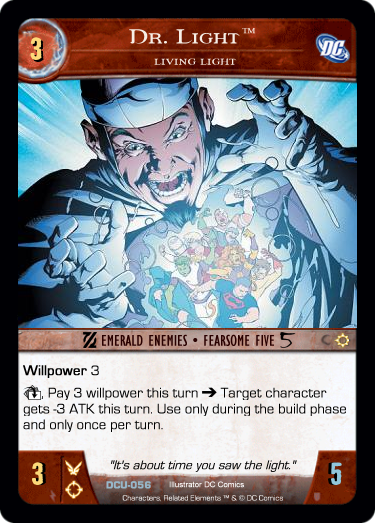 3
DR. LIGHT™
DC
LIVING LIGHT
EMERALD ENEMIES • FEARSOME FIVE 5
Willpower 3
, Pay 3 willpower this turn ➔ Target character
gets -3 ATK this turn. Use only during the build phase
and only once per turn.
"It's about time you saw the light."
3
DCU-056 Illustrator DC Comics
5
Characters, Related Elements ™ & © DC Comics